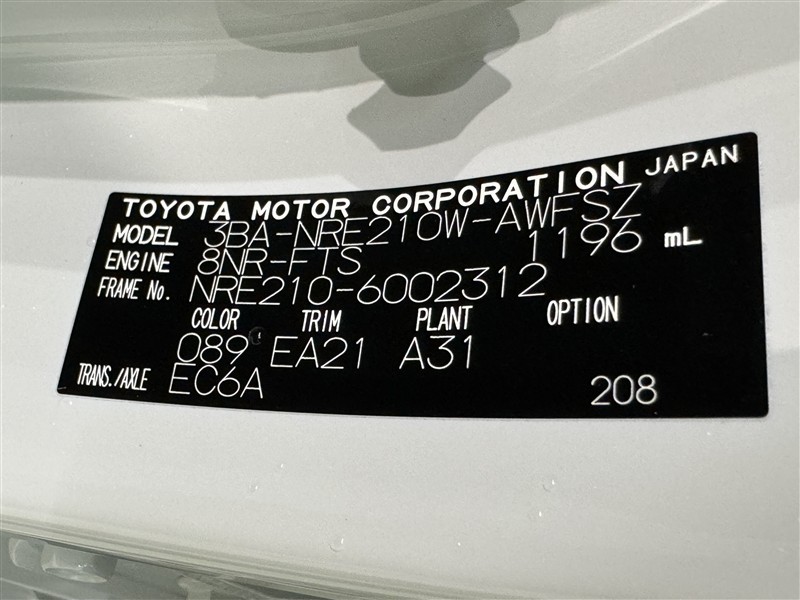 TOYOTA MOTOR CORPORATION JAPAN
MODEL 3BA-NRE210W-AWFSZ
ENGINE 8NR-FTS 1196 mL
FRAME No. NRE210-6002312
COLOR TRIM PLANT OPTION
089 EA21 A31
TRANS./AXLE EC6A 208